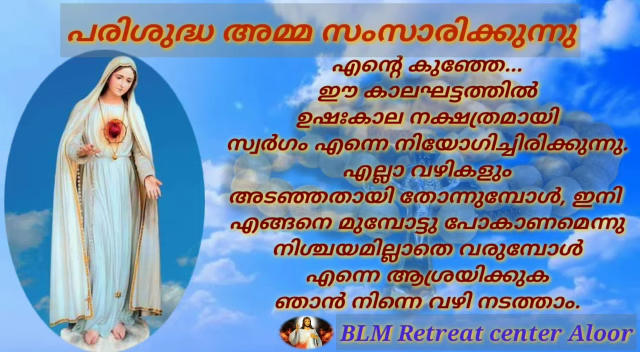 പരിശുദ്ധ അമ്മ സംസാരിക്കുന്നു
എന്റെ കുഞ്ഞേ...
ഈ കാലഘട്ടത്തിൽ
ഉഷഃകാല നക്ഷത്രമായി
സ്വർഗം എന്നെ നിയോഗിച്ചിരിക്കുന്നു.
എല്ലാ വഴികളും
അടഞ്ഞതായി തോന്നുമ്പോൾ, ഇനി
എങ്ങനെ മുമ്പോട്ടു പോകാണമെന്നു
നിശ്ചയമില്ലാതെ വരുമ്പോൾ
എന്നെ ആശ്രയിക്കുക
ഞാൻ നിന്നെ വഴി നടത്താം.
BLM Retreat center Aloor